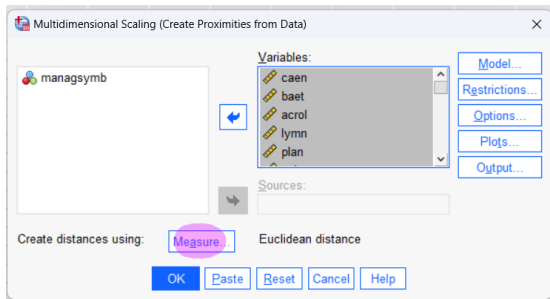 Multidimensional Scaling (Create Proximities from Data)
Variables:
managsymb
caen
baet
acrol
lymn
plan
Model...
Restrictions...
Options...
Plots...
Output...
Sources:
Create distances using:
Measure...
Euclidean distance
OK
Paste
Reset
Cancel
Help